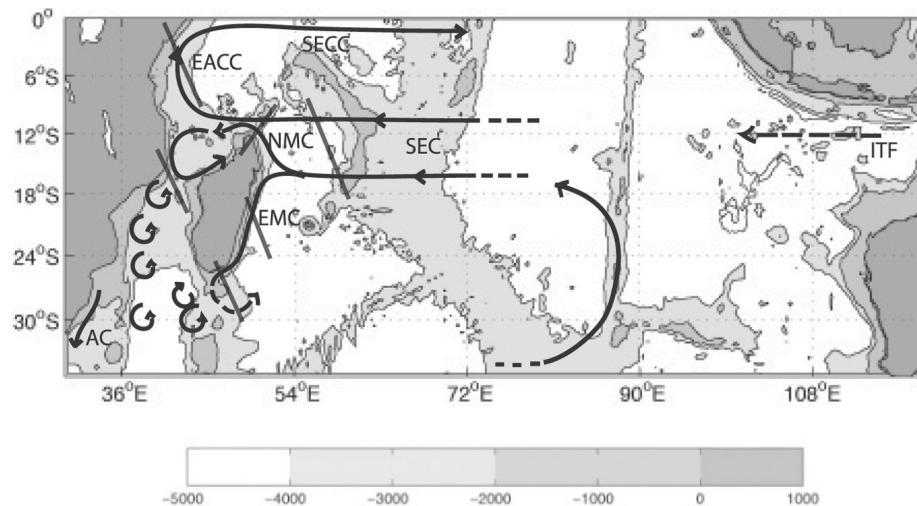 0°
6°S
12°S
18°S
24°S
30°S
EACC
SECC
NMC
SEC
ITF
EMC
AC
36°E
54°E
72°E
90°E
108°E
-5000
-4000
-3000
-2000
-1000
0
1000